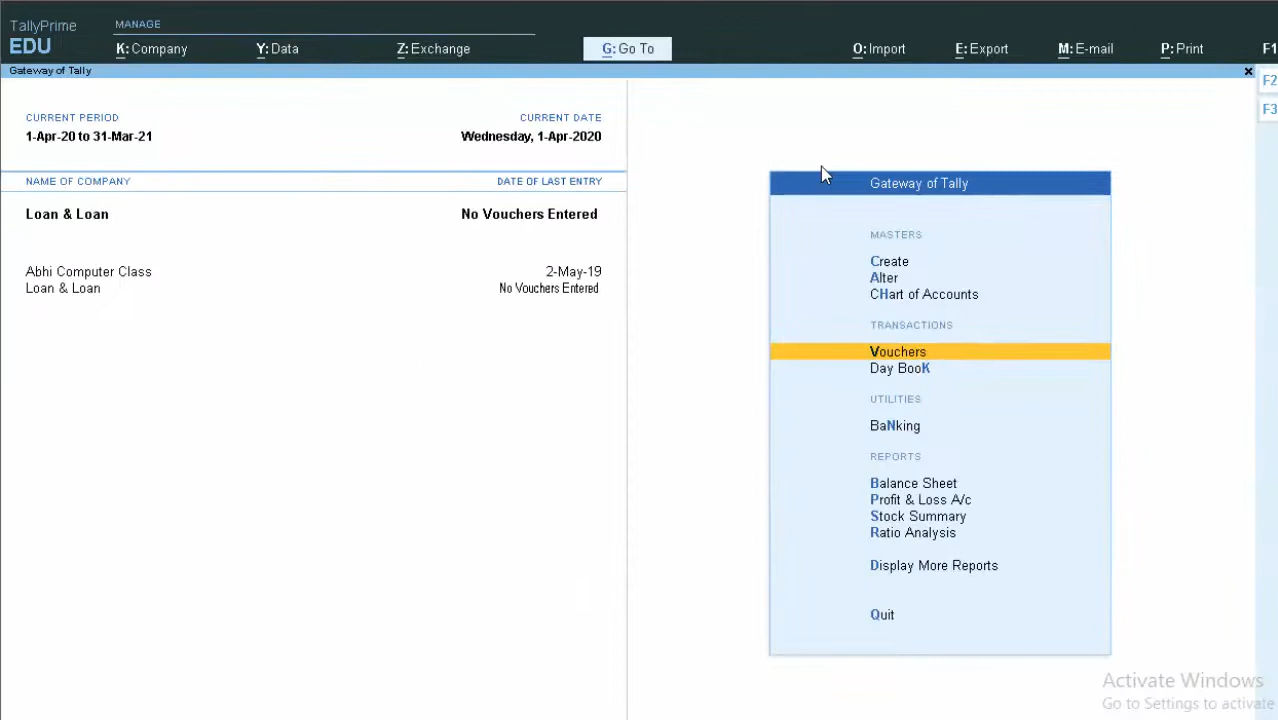 TallyPrime
EDU
MANAGE
K: Company
Y: Data
Z: Exchange
G: Go To
O: Import
E: Export
M: E-mail
P: Print
F1
Gateway of Tally
F2
F3
CURRENT PERIOD
CURRENT DATE
1-Apr-20 to 31-Mar-21
Wednesday, 1-Apr-2020
NAME OF COMPANY
DATE OF LAST ENTRY
Loan & Loan
No Vouchers Entered
Abhi Computer Class
2-May-19
Loan & Loan
No Vouchers Entered
Gateway of Tally
MASTERS
Create
Alter
CHart of Accounts
TRANSACTIONS
Vouchers
Day BooK
UTILITIES
BaNking
REPORTS
Balance Sheet
Profit & Loss A/c
Stock Summary
Ratio Analysis
Display More Reports
Quit
Activate Windows
Go to Settings to activate